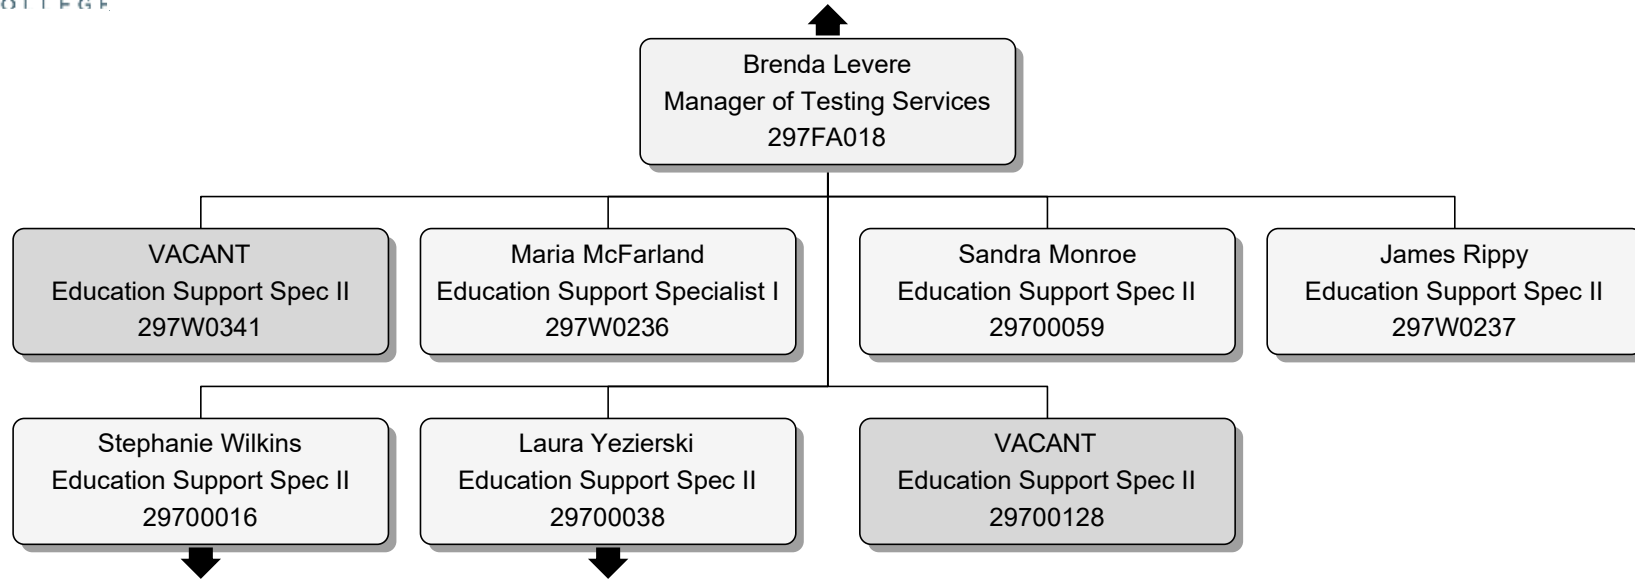 Brenda Levere
Manager of Testing Services
297FA018
VACANT
Education Support Spec II
297W0341
Maria McFarland
Education Support Specialist I
297W0236
Sandra Monroe
Education Support Spec II
29700059
James Rippy
Education Support Spec II
297W0237
Stephanie Wilkins
Education Support Spec II
29700016
Laura Yezierski
Education Support Spec II
29700038
VACANT
Education Support Spec II
29700128